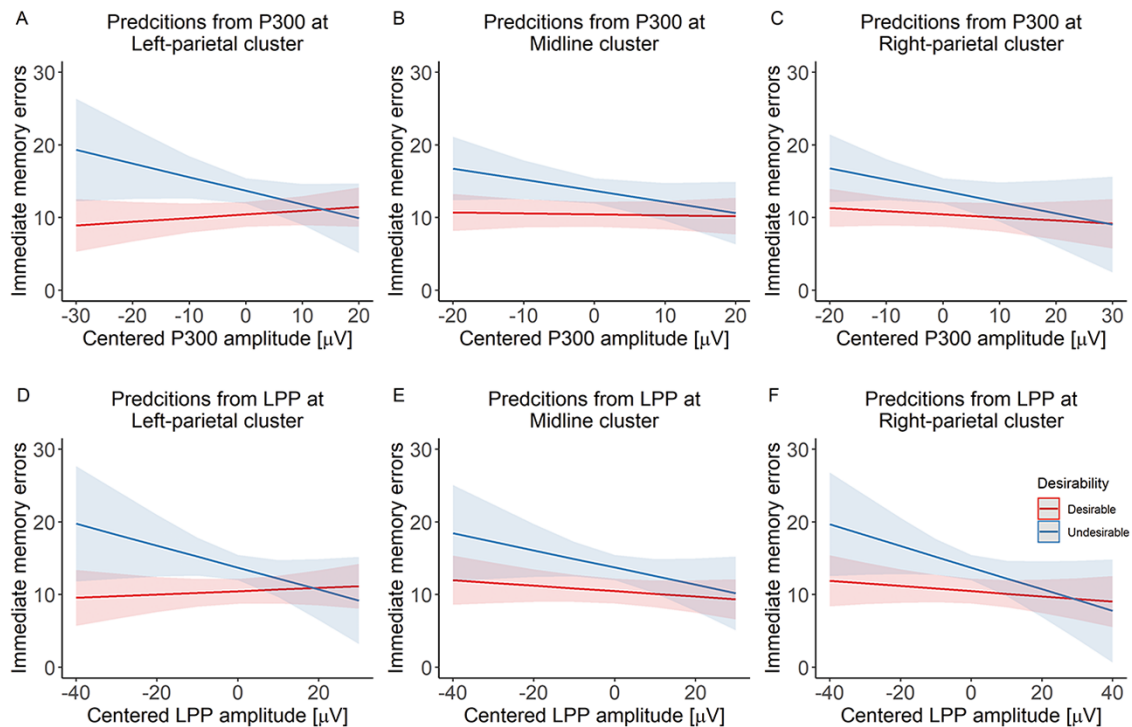 A
Predcitions from P300 at
Left-parietal cluster
Immediate memory errors
30
20
10
0
-30
-20
-10
0
10
20
Centered P300 amplitude [μV]
B
Predcitions from P300 at
Midline cluster
Immediate memory errors
30
20
10
0
-20
-10
0
10
20
Centered P300 amplitude [μV]
C
Predcitions from P300 at
Right-parietal cluster
Immediate memory errors
30
20
10
0
-20
-10
0
10
20
30
Centered P300 amplitude [μV]
D
Predcitions from LPP at
Left-parietal cluster
Immediate memory errors
30
20
10
0
-40
-20
0
20
Centered LPP amplitude [μV]
E
Predcitions from LPP at
Midline cluster
Immediate memory errors
30
20
10
0
-40
-20
0
20
Centered LPP amplitude [μV]
F
Predcitions from LPP at
Right-parietal cluster
Immediate memory errors
30
20
10
0
-40
-20
0
20
40
Centered LPP amplitude [μV]
Desirability
Desirable
Undesirable